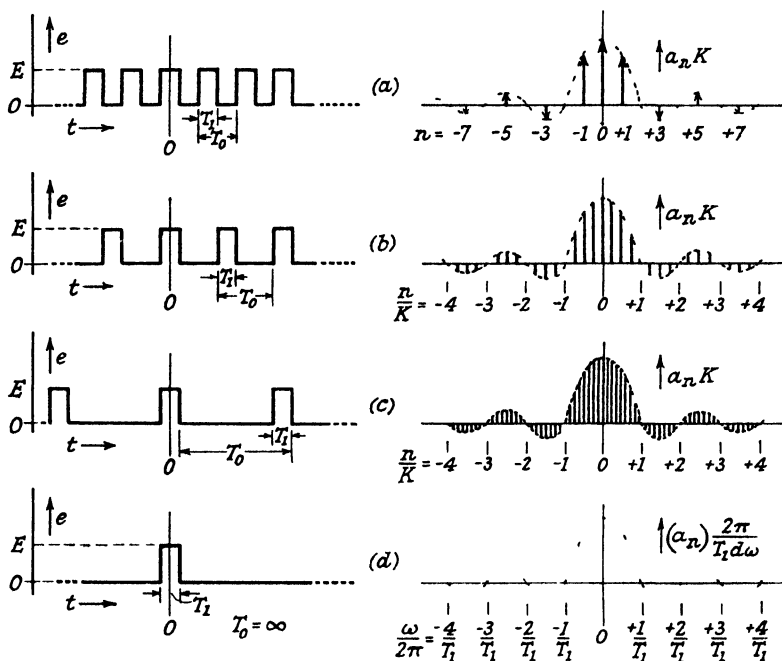 e
E
0
t
0
T₁
T₀
(a)
aₙK
n = -7 -5 -3 -1 0 +1 +3 +5 +7
e
E
0
t
0
T₁
T₀
(b)
aₙK
n/K = -4 -3 -2 -1 0 +1 +2 +3 +4
e
E
0
t
0
T₁
T₀
(c)
aₙK
n/K = -4 -3 -2 -1 0 +1 +2 +3 +4
e
E
0
t
0
T₁
T₀ = ∞
(d)
(aₙ) 2π/T₁dω
ω/2π = -4/T₁ -3/T₁ -2/T₁ -1/T₁ 0 +1/T₁ +2/T₁ +3/T₁ +4/T₁